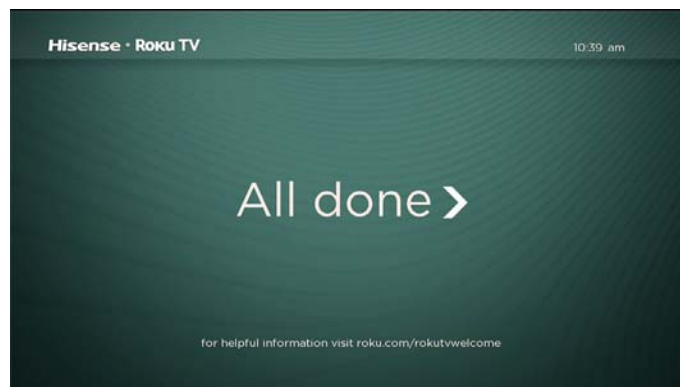 Hisense • Roku TV
10:39 am
All done >
for helpful information visit roku.com/rokutvwelcome